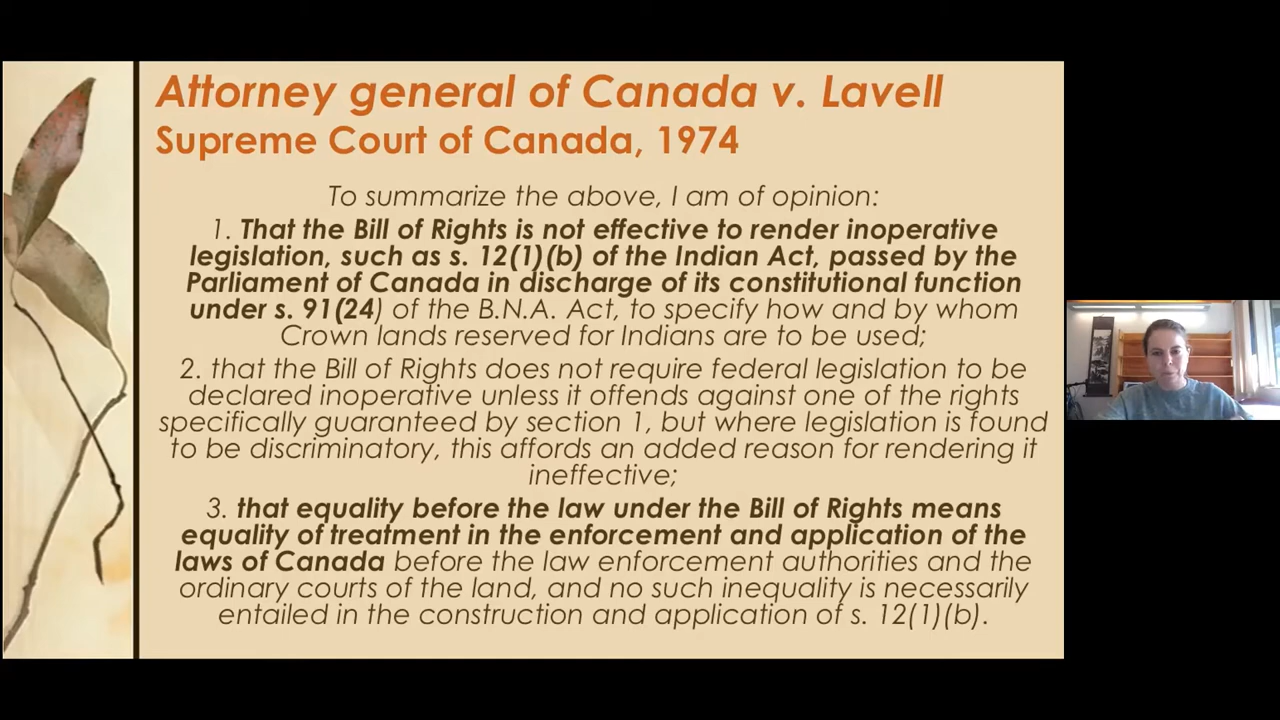 Attorney general of Canada v. Lavell
Supreme Court of Canada, 1974
To summarize the above, I am of opinion:
1. That the Bill of Rights is not effective to render inoperative
legislation, such as s. 12(1)(b) of the Indian Act, passed by the
Parliament of Canada in discharge of its constitutional function
under s. 91(24) of the B.N.A. Act, to specify how and by whom
Crown lands reserved for Indians are to be used;
2. that the Bill of Rights does not require federal legislation to be
declared inoperative unless it offends against one of the rights
specifically guaranteed by section 1, but where legislation is found
to be discriminatory, this affords an added reason for rendering it
ineffective;
3. that equality before the law under the Bill of Rights means
equality of treatment in the enforcement and application of the
laws of Canada before the law enforcement authorities and the
ordinary courts of the land, and no such inequality is necessarily
entailed in the construction and application of s. 12(1)(b).